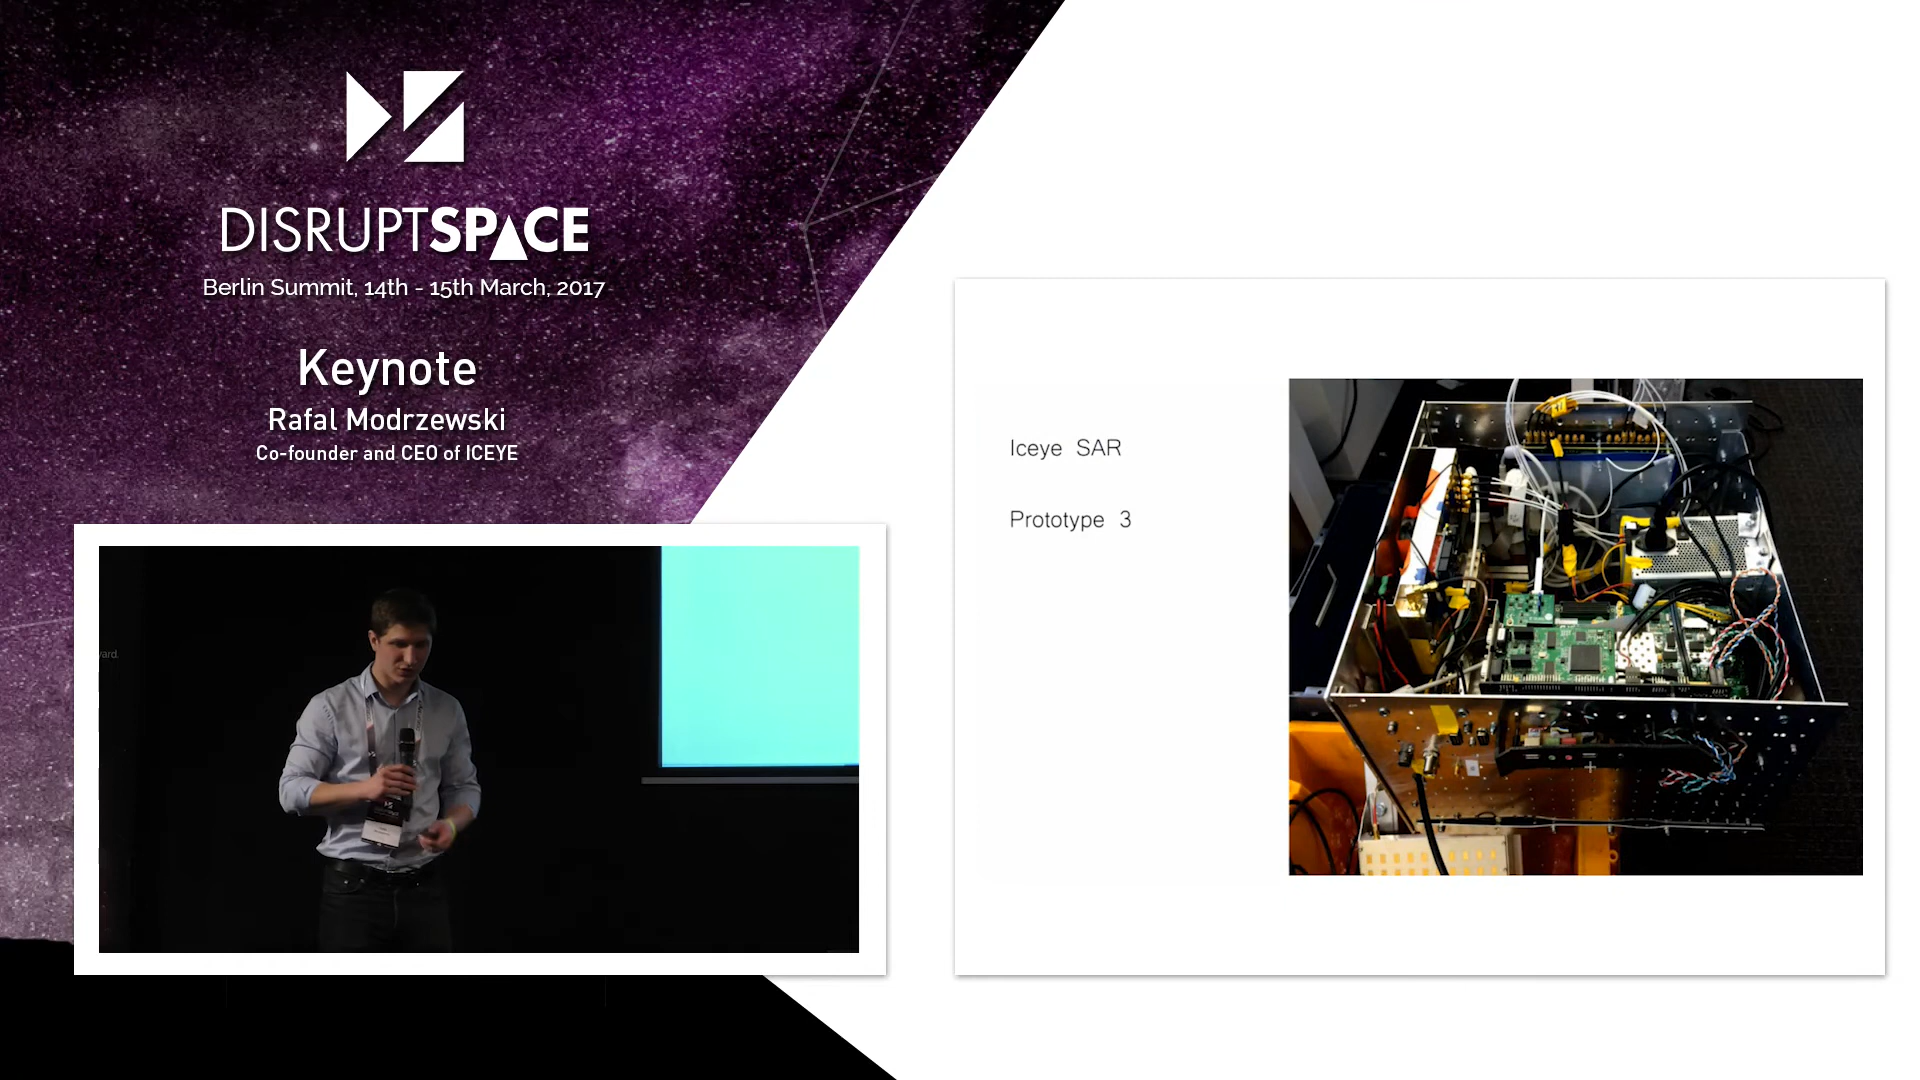 DISRUPTSPACE
Berlin Summit, 14th - 15th March, 2017
Keynote
Rafal Modrzewski
Co-founder and CEO of ICEYE
Iceye SAR
Prototype 3